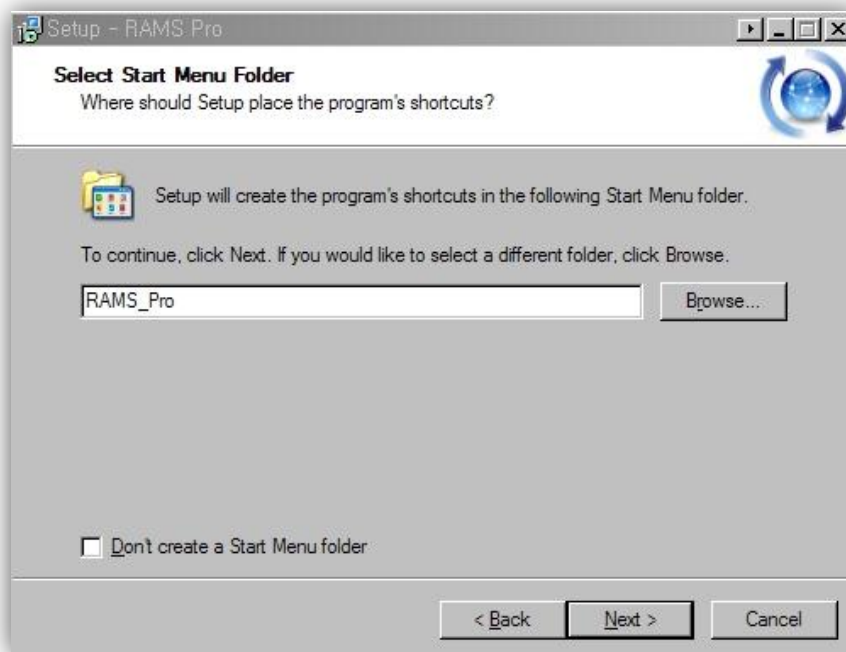 Setup - RAMS Pro
Select Start Menu Folder
Where should Setup place the program's shortcuts?
Setup will create the program's shortcuts in the following Start Menu folder.
To continue, click Next. If you would like to select a different folder, click Browse.
RAMS_Pro
Browse...
Don't create a Start Menu folder
< Back
Next >
Cancel